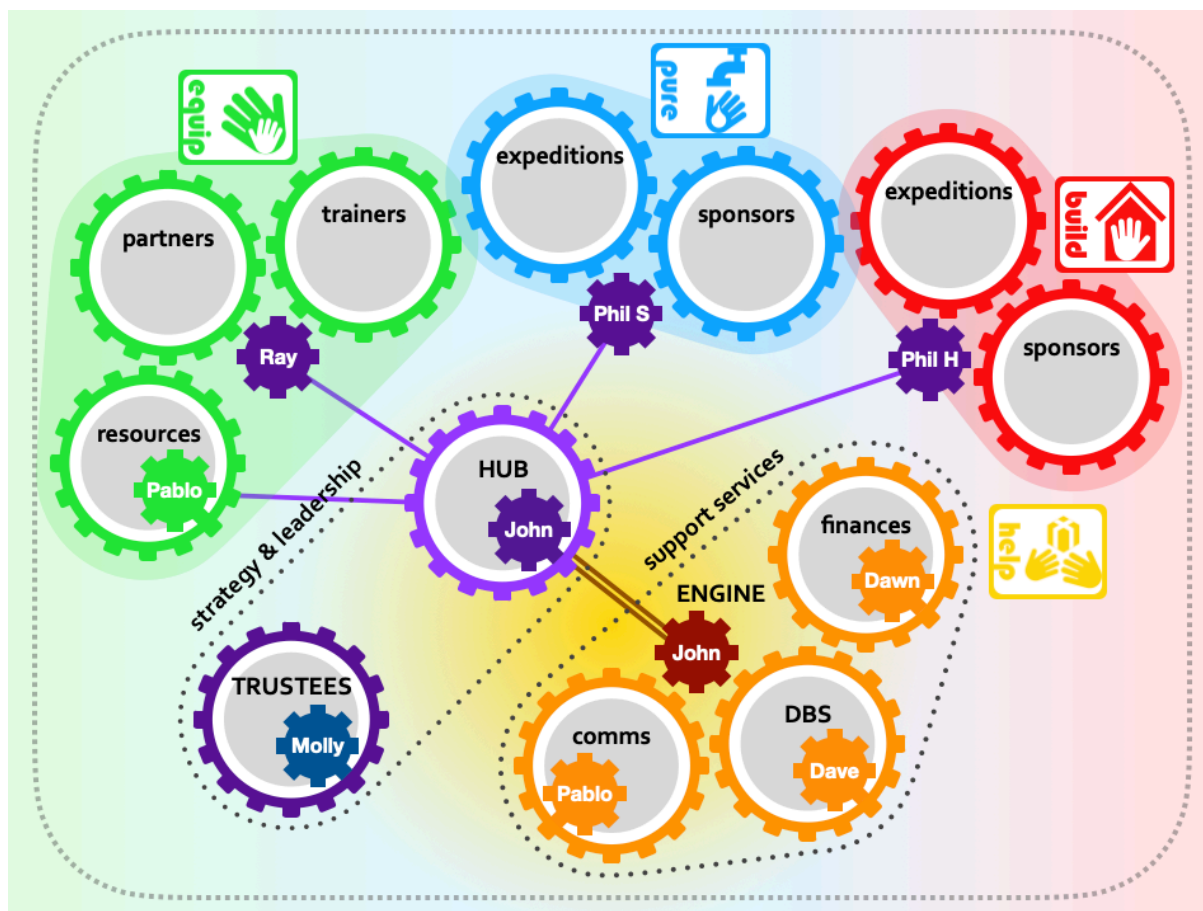 equip
pure
build
expeditions
expeditions
sponsors
trainers
partners
Phil S
Ray
Phil H
sponsors
resources
Pablo
HUB
John
strategy & leadership
support services
finances
Dawn
help
ENGINE
John
TRUSTEES
Molly
comms
Pablo
DBS
Dave